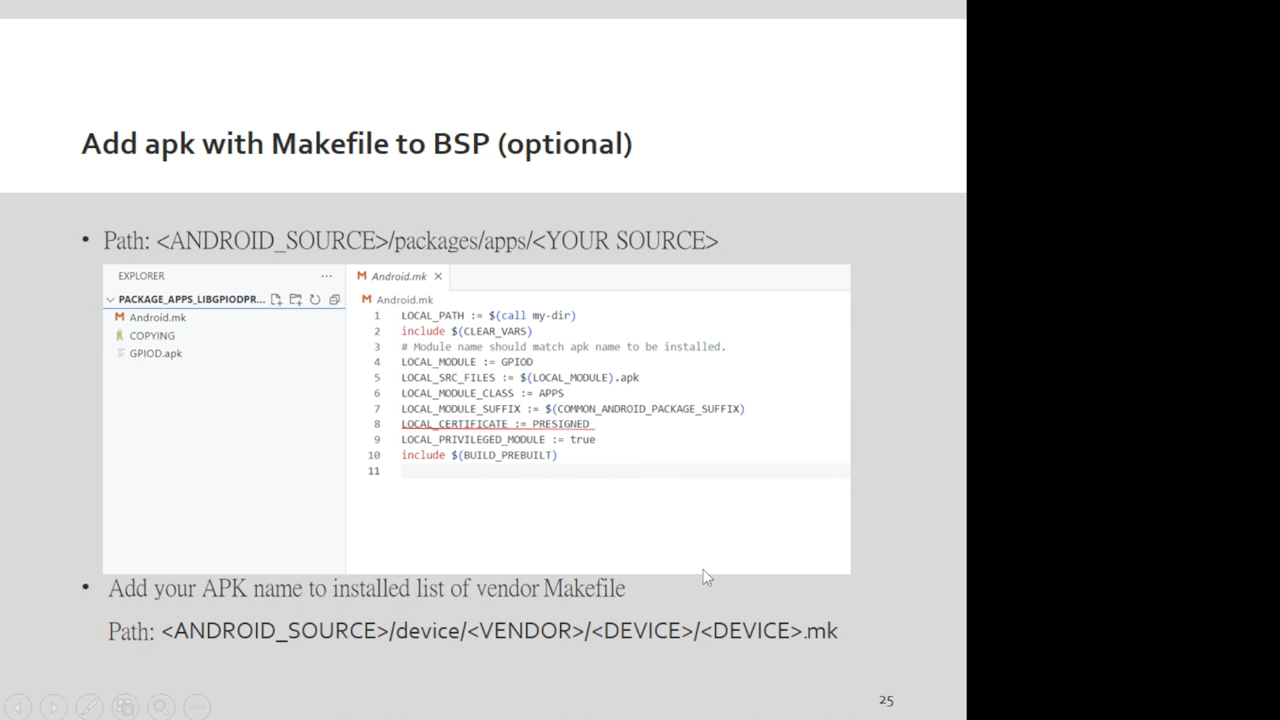 Add apk with Makefile to BSP (optional)
• Path: <ANDROID_SOURCE>/packages/apps/<YOUR SOURCE>
EXPLORER ...
PACKAGE_APPS_LIBGPIODPR...
M Android.mk
COPYING
GPIOD.apk
M Android.mk ×
M Android.mk
1 LOCAL_PATH := $(call my-dir)
2 include $(CLEAR_VARS)
3 # Module name should match apk name to be installed.
4 LOCAL_MODULE := GPIOD
5 LOCAL_SRC_FILES := $(LOCAL_MODULE).apk
6 LOCAL_MODULE_CLASS := APPS
7 LOCAL_MODULE_SUFFIX := $(COMMON_ANDROID_PACKAGE_SUFFIX)
8 LOCAL_CERTIFICATE := PRESIGNED
9 LOCAL_PRIVILEGED_MODULE := true
10 include $(BUILD_PREBUILT)
11
• Add your APK name to installed list of vendor Makefile
Path: <ANDROID_SOURCE>/device/<VENDOR>/<DEVICE>/<DEVICE>.mk
25